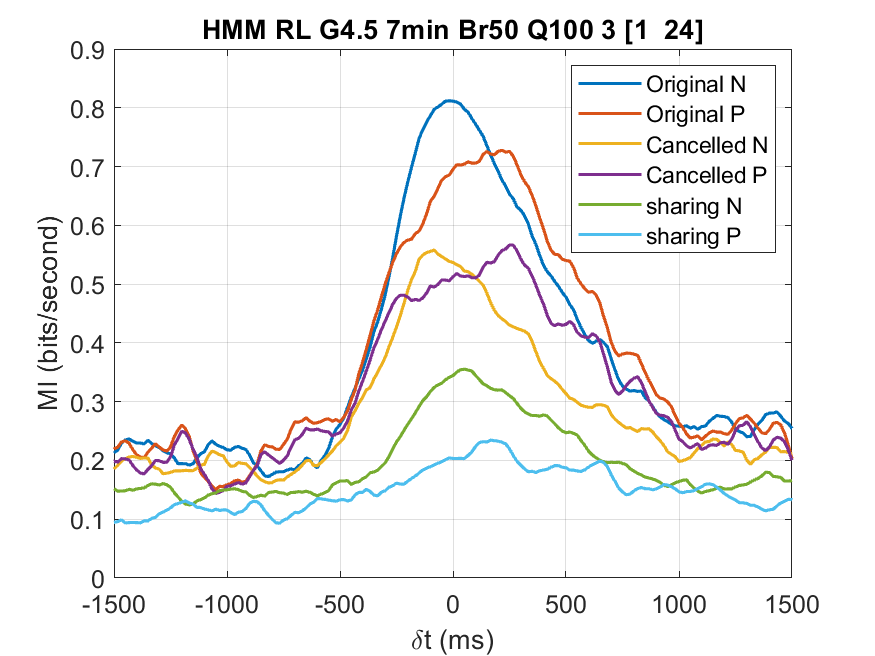 HMM RL G4.5 7min Br50 Q100 3 [1  24]
0.9
0.8
0.7
0.6
0.5
0.4
0.3
0.2
0.1
0
MI (bits/second)
Original N
Original P
Cancelled N
Cancelled P
sharing N
sharing P
-1500
-1000
-500
0
500
1000
1500
δt (ms)